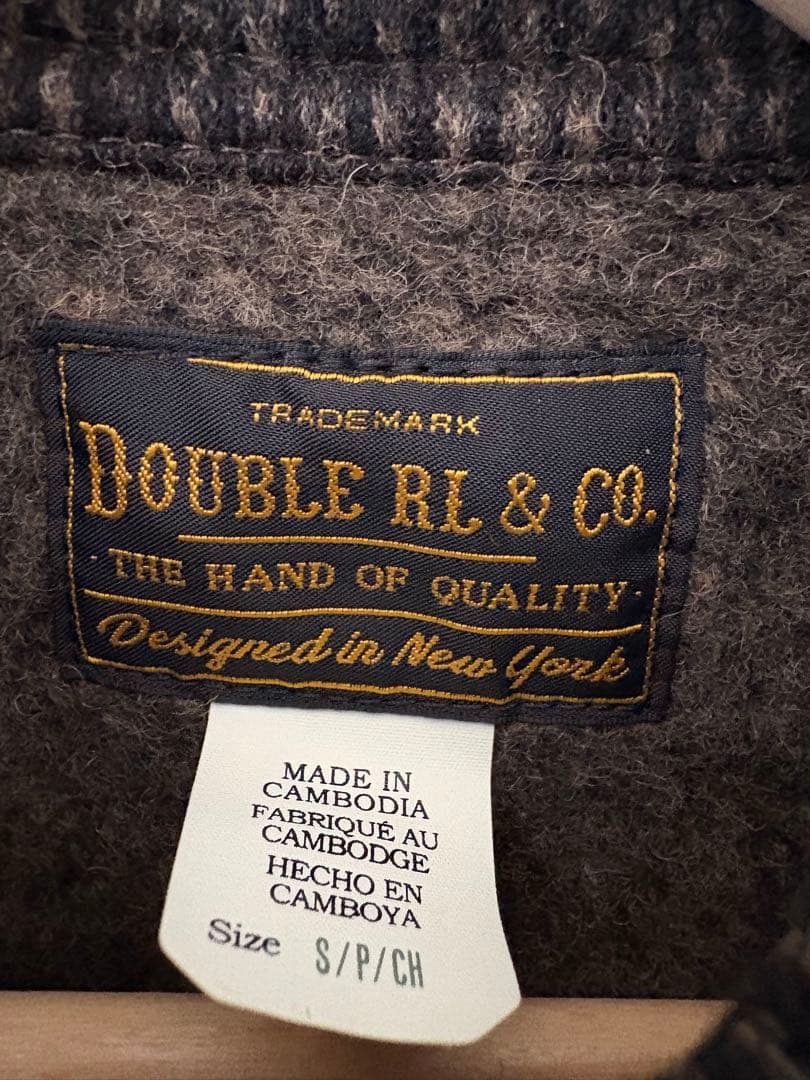 TRADEMARK
DOUBLE RL & CO.
· THE HAND OF QUALITY ·
Designed in New York
MADE IN
CAMBODIA
FABRIQUÉ AU
CAMBODGE
HECHO EN
CAMBOYA
Size S/P/CH